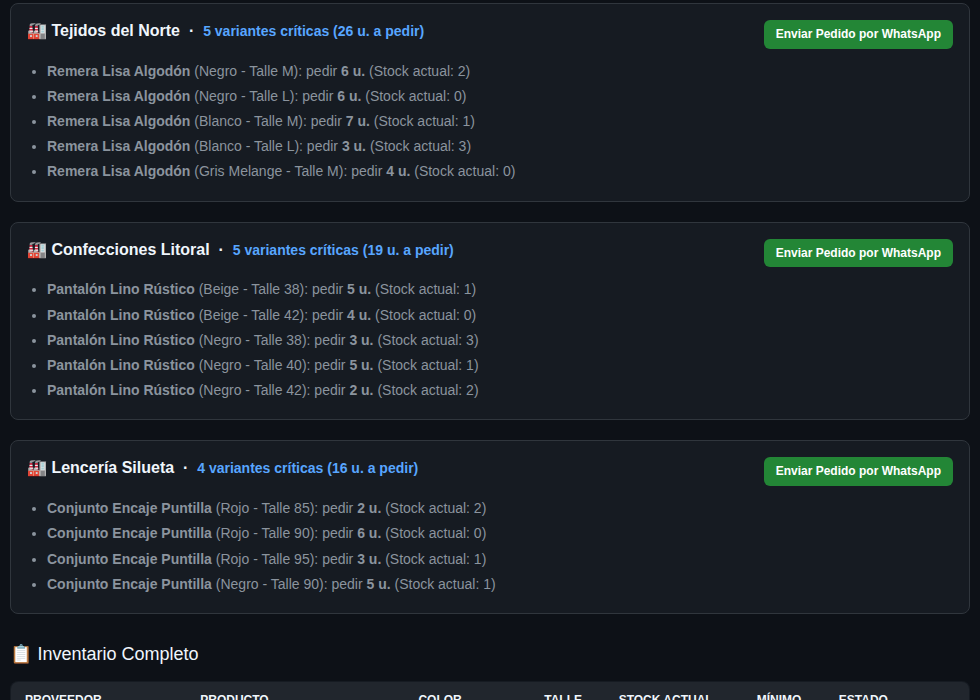 Tejidos del Norte · 5 variantes críticas (26 u. a pedir)
Enviar Pedido por WhatsApp
Remera Lisa Algodón (Negro - Talle M): pedir 6 u. (Stock actual: 2)
Remera Lisa Algodón (Negro - Talle L): pedir 6 u. (Stock actual: 0)
Remera Lisa Algodón (Blanco - Talle M): pedir 7 u. (Stock actual: 1)
Remera Lisa Algodón (Blanco - Talle L): pedir 3 u. (Stock actual: 3)
Remera Lisa Algodón (Gris Melange - Talle M): pedir 4 u. (Stock actual: 0)
Confecciones Litoral · 5 variantes críticas (19 u. a pedir)
Enviar Pedido por WhatsApp
Pantalón Lino Rústico (Beige - Talle 38): pedir 5 u. (Stock actual: 1)
Pantalón Lino Rústico (Beige - Talle 42): pedir 4 u. (Stock actual: 0)
Pantalón Lino Rústico (Negro - Talle 38): pedir 3 u. (Stock actual: 3)
Pantalón Lino Rústico (Negro - Talle 40): pedir 5 u. (Stock actual: 1)
Pantalón Lino Rústico (Negro - Talle 42): pedir 2 u. (Stock actual: 2)
Lencería Silueta · 4 variantes críticas (16 u. a pedir)
Enviar Pedido por WhatsApp
Conjunto Encaje Puntilla (Rojo - Talle 85): pedir 2 u. (Stock actual: 2)
Conjunto Encaje Puntilla (Rojo - Talle 90): pedir 6 u. (Stock actual: 0)
Conjunto Encaje Puntilla (Rojo - Talle 95): pedir 3 u. (Stock actual: 1)
Conjunto Encaje Puntilla (Negro - Talle 90): pedir 5 u. (Stock actual: 1)
Inventario Completo
PROVEEDOR PRODUCTO COLOR TALLE STOCK ACTUAL MÍNIMO ESTADO